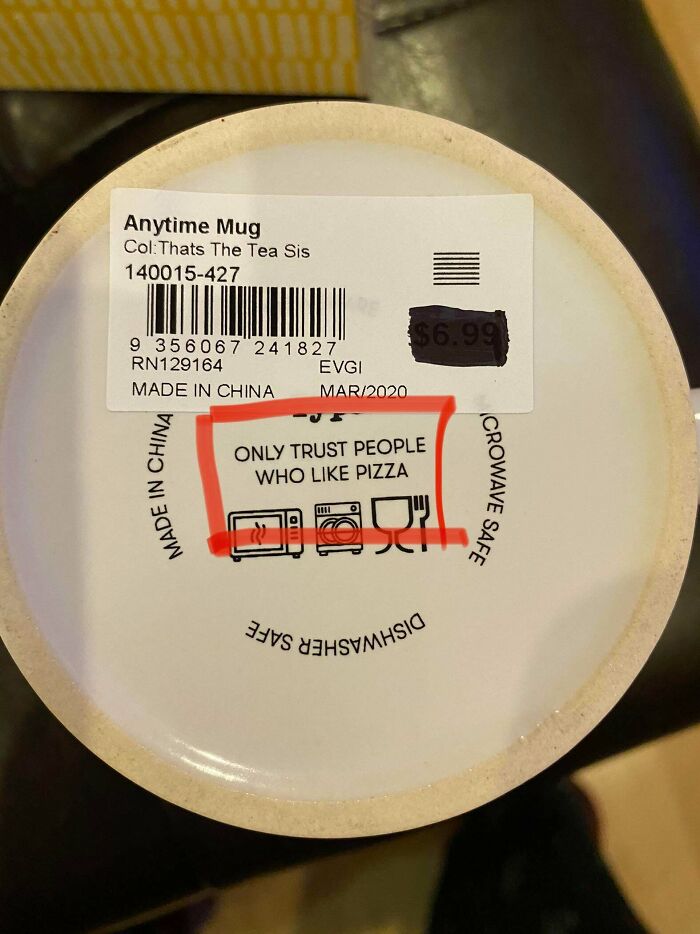 Anytime Mug
Col:Thats The Tea Sis
140015-427
$6.99
9 356067 241827
RN129164 EVGI
MADE IN CHINA MAR/2020
ONLY TRUST PEOPLE
WHO LIKE PIZZA
MADE IN CHINA
SAFE
DISHWASHER SAFE